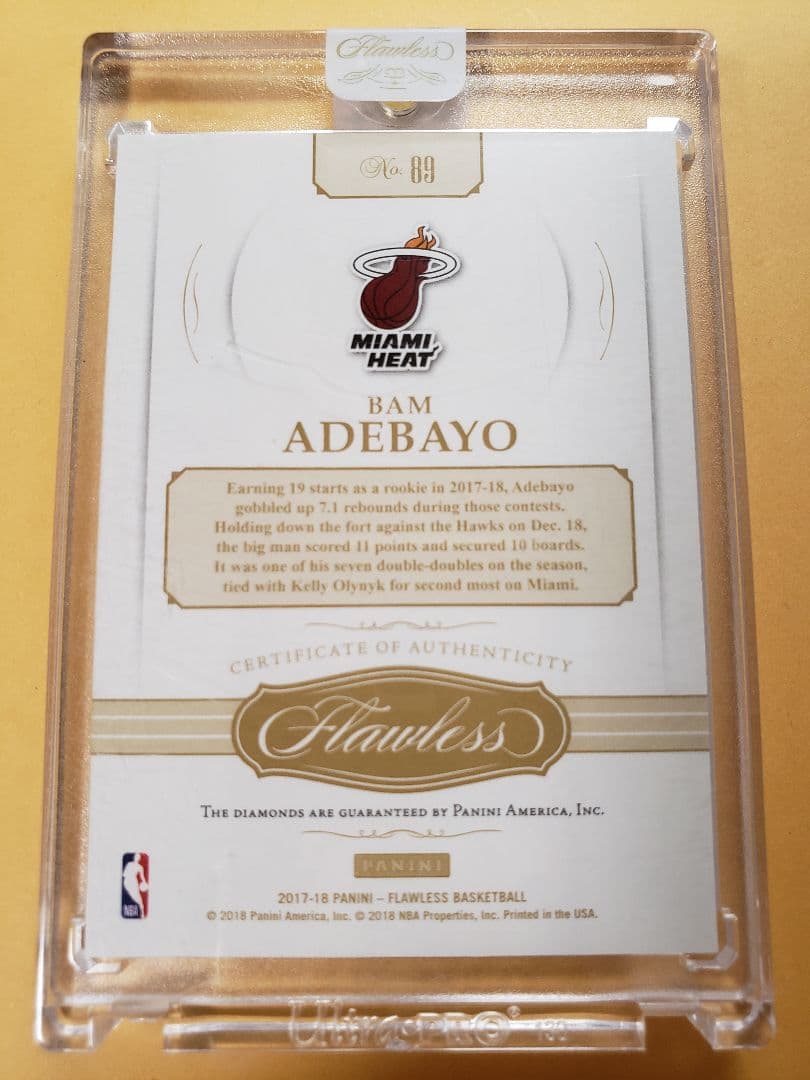 Flawless
No. 89
MIAMI
HEAT
BAM
ADEBAYO
Earning 19 starts as a rookie in 2017-18, Adebayo
gobbled up 7.1 rebounds during those contests.
Holding down the fort against the Hawks on Dec. 18,
the big man scored 11 points and secured 10 boards.
It was one of his seven double-doubles on the season,
tied with Kelly Olynyk for second most on Miami.
CERTIFICATE OF AUTHENTICITY
Flawless
THE DIAMONDS ARE GUARANTEED BY PANINI AMERICA, INC.
PANINI
2017-18 PANINI – FLAWLESS BASKETBALL
© 2018 Panini America, Inc. © 2018 NBA Properties, Inc. Printed in the USA.
Ultra PRO®